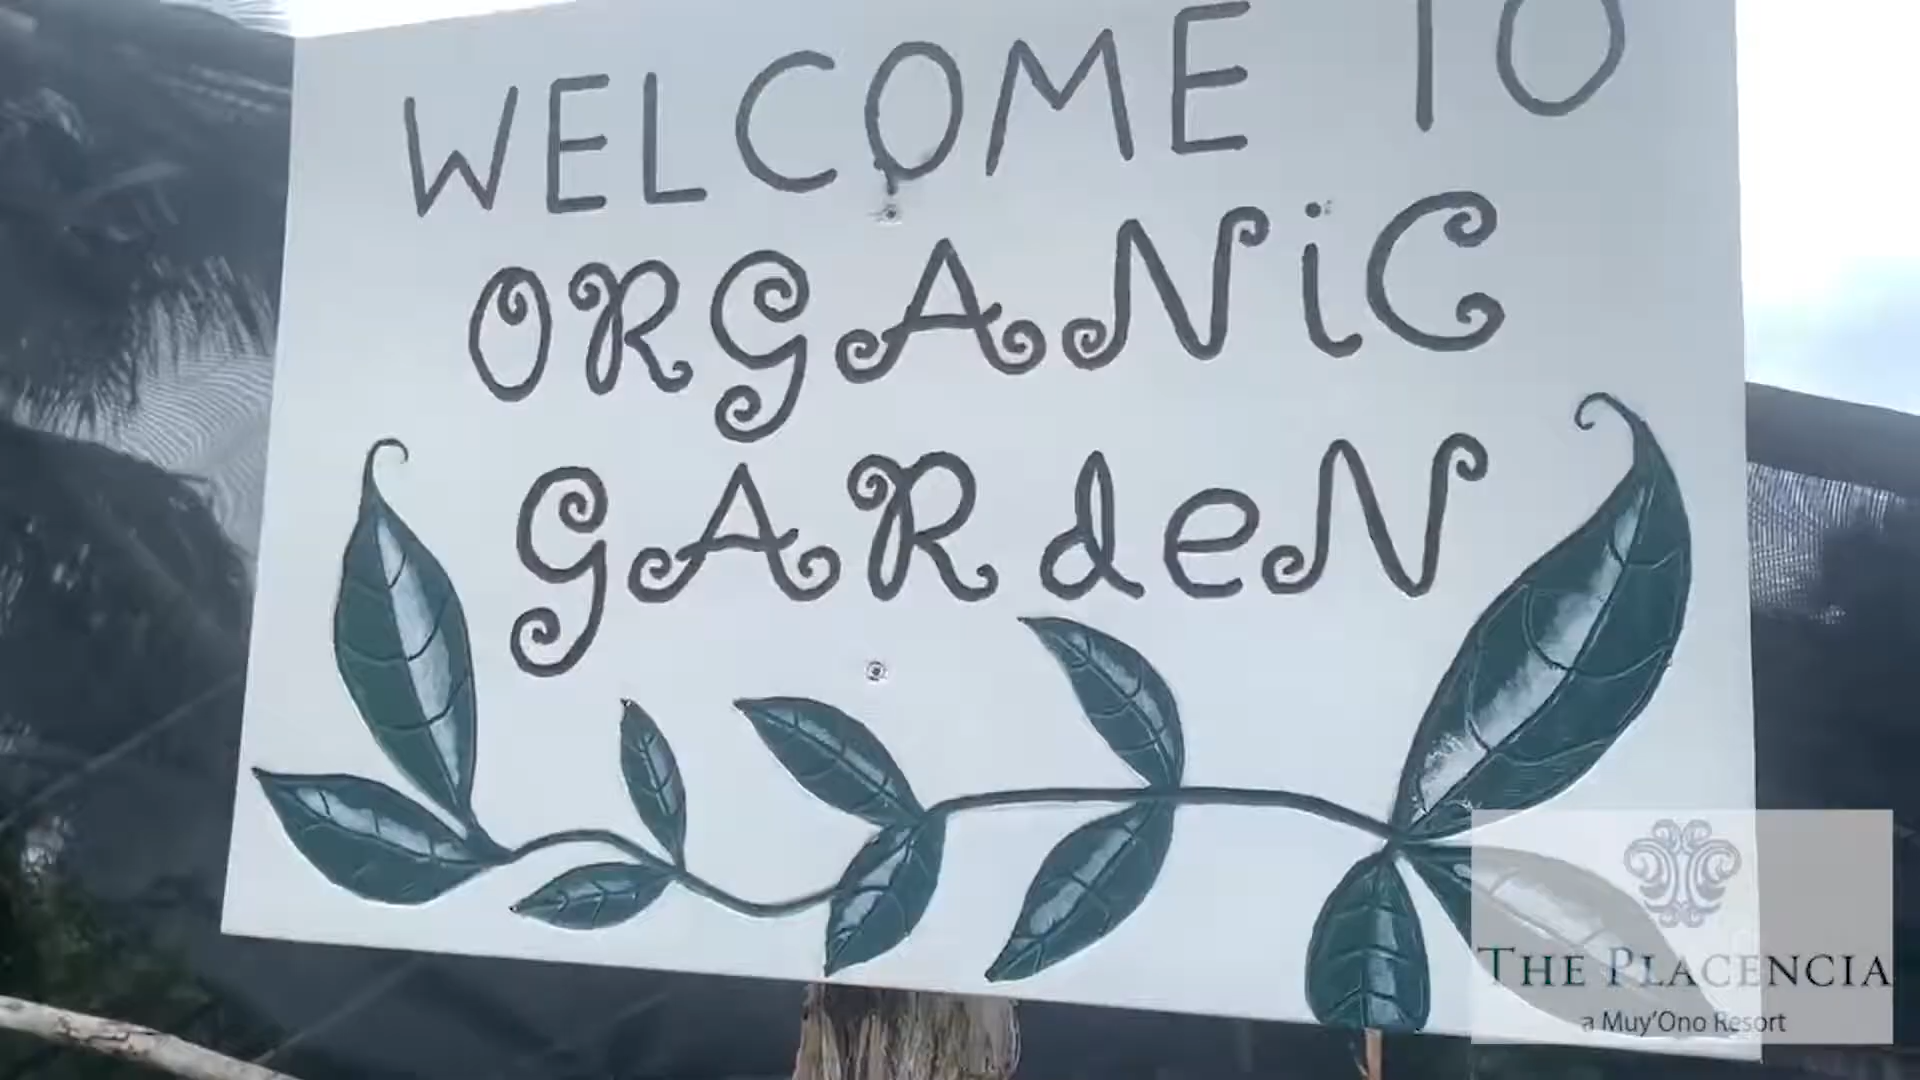 WELCOME TO
ORGANiC
GARdeN
THE PLACENCIA
a Muy'Ono Resort